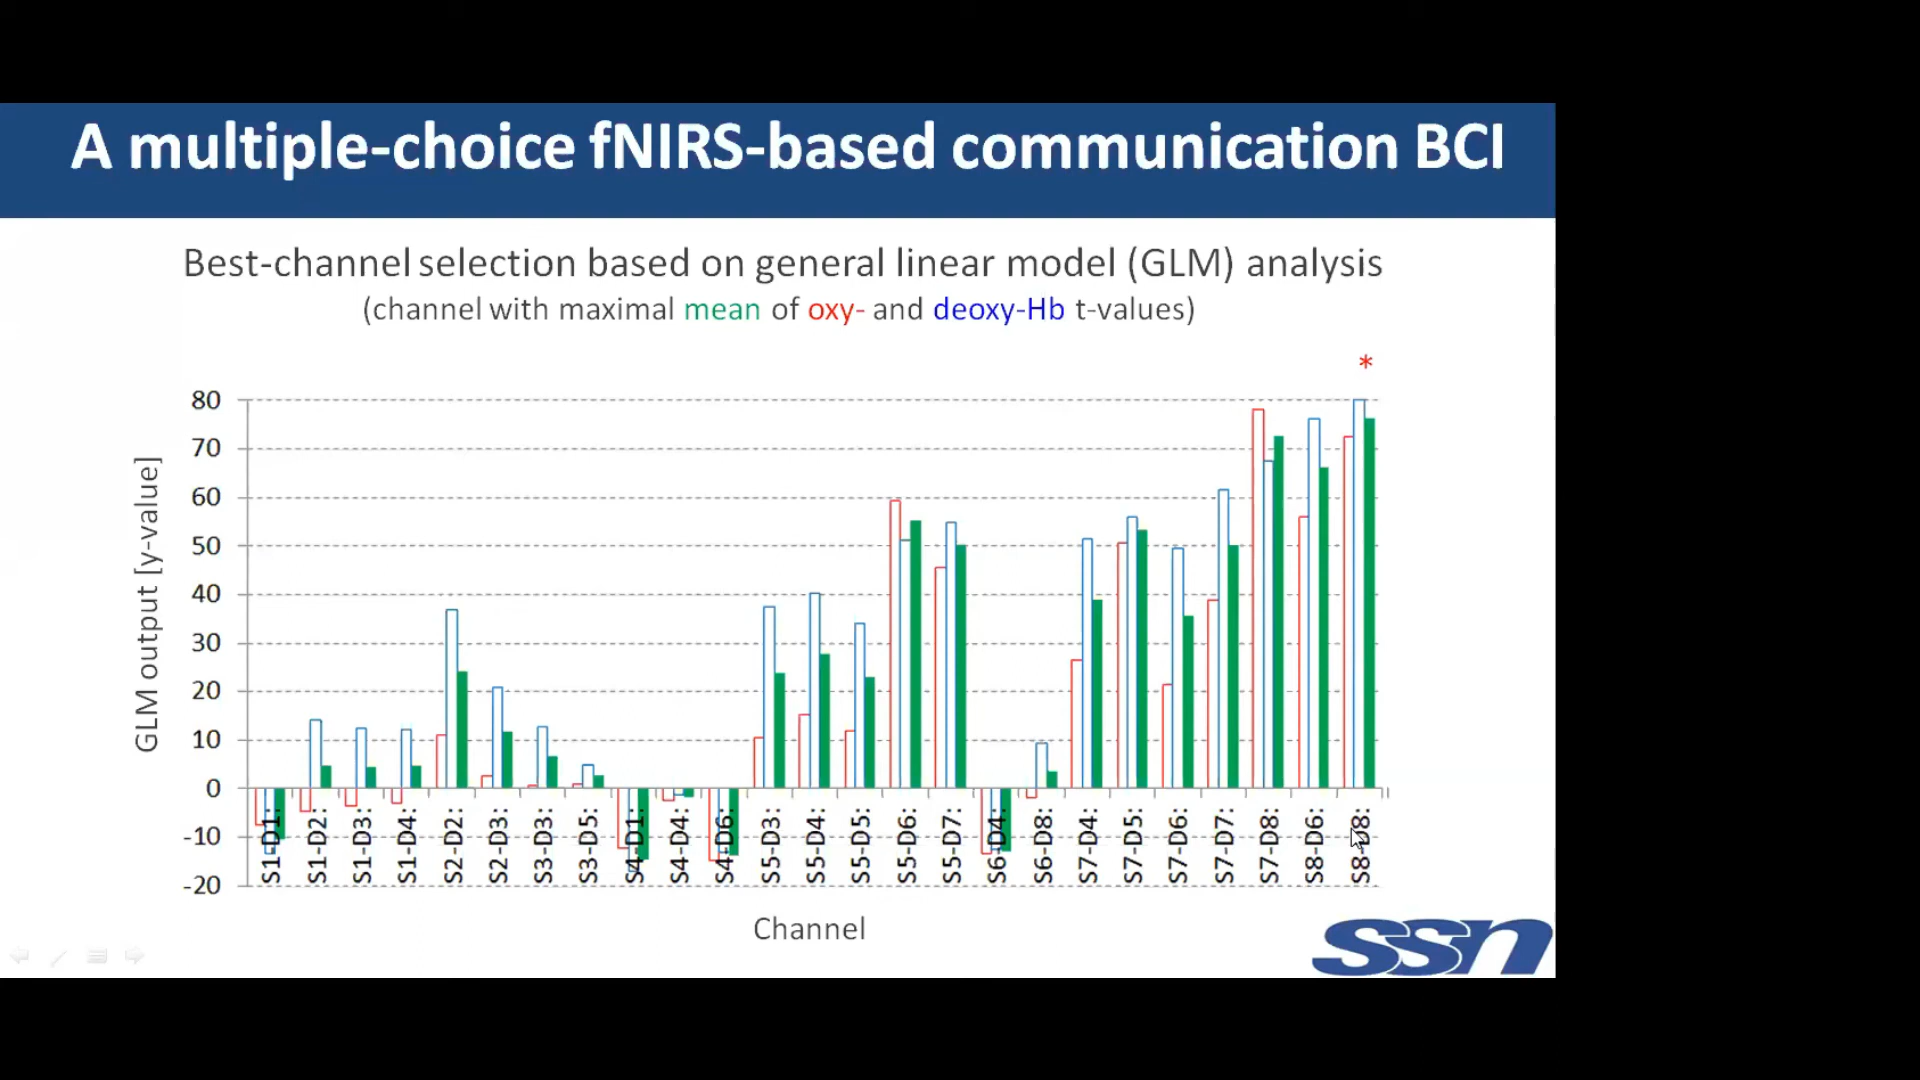 A multiple-choice fNIRS-based communication BCI
Best-channel selection based on general linear model (GLM) analysis
(channel with maximal mean of oxy- and deoxy-Hb t-values)
*
80
70
60
50
40
30
20
10
0
-10
-20
GLM output [y-value]
S1-D1:
S1-D2:
S1-D3:
S1-D4:
S2-D2:
S2-D3:
S3-D3:
S3-D5:
S4-D1:
S4-D4:
S4-D6:
S5-D3:
S5-D4:
S5-D5:
S5-D6:
S5-D7:
S6-D4:
S6-D8:
S7-D4:
S7-D5:
S7-D6:
S7-D7:
S7-D8:
S8-D6:
S8-D8:
Channel
ssn